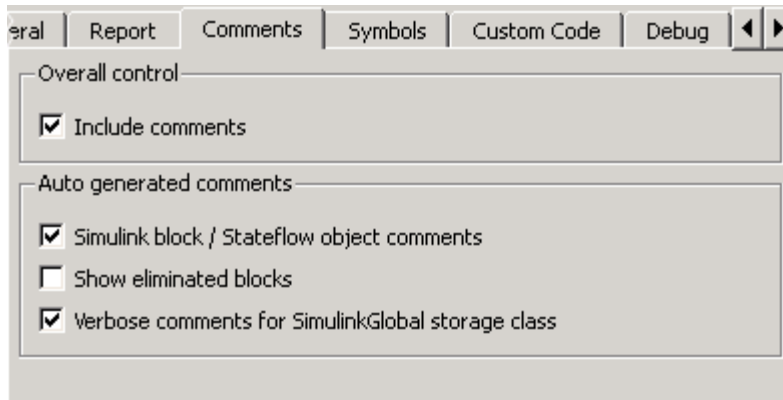 eral Report Comments Symbols Custom Code Debug
Overall control
Include comments
Auto generated comments
Simulink block / Stateflow object comments
Show eliminated blocks
Verbose comments for SimulinkGlobal storage class